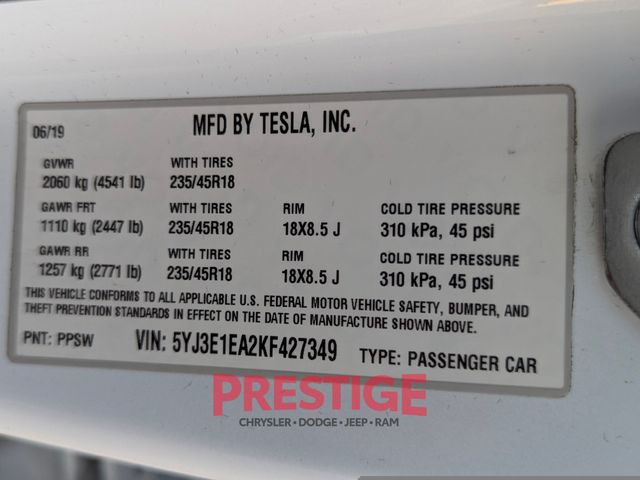 06/19 MFD BY TESLA, INC.
GVWR WITH TIRES
2060 kg (4541 lb) 235/45R18
GAWR FRT WITH TIRES RIM COLD TIRE PRESSURE
1110 kg (2447 lb) 235/45R18 18X8.5 J 310 kPa, 45 psi
GAWR RR WITH TIRES RIM COLD TIRE PRESSURE
1257 kg (2771 lb) 235/45R18 18X8.5 J 310 kPa, 45 psi
THIS VEHICLE CONFORMS TO ALL APPLICABLE U.S. FEDERAL MOTOR VEHICLE SAFETY, BUMPER, AND
THEFT PREVENTION STANDARDS IN EFFECT ON THE DATE OF MANUFACTURE SHOWN ABOVE.
PNT: PPSW VIN: 5YJ3E1EA2KF427349 TYPE: PASSENGER CAR
PRESTIGE
CHRYSLER • DODGE • JEEP • RAM